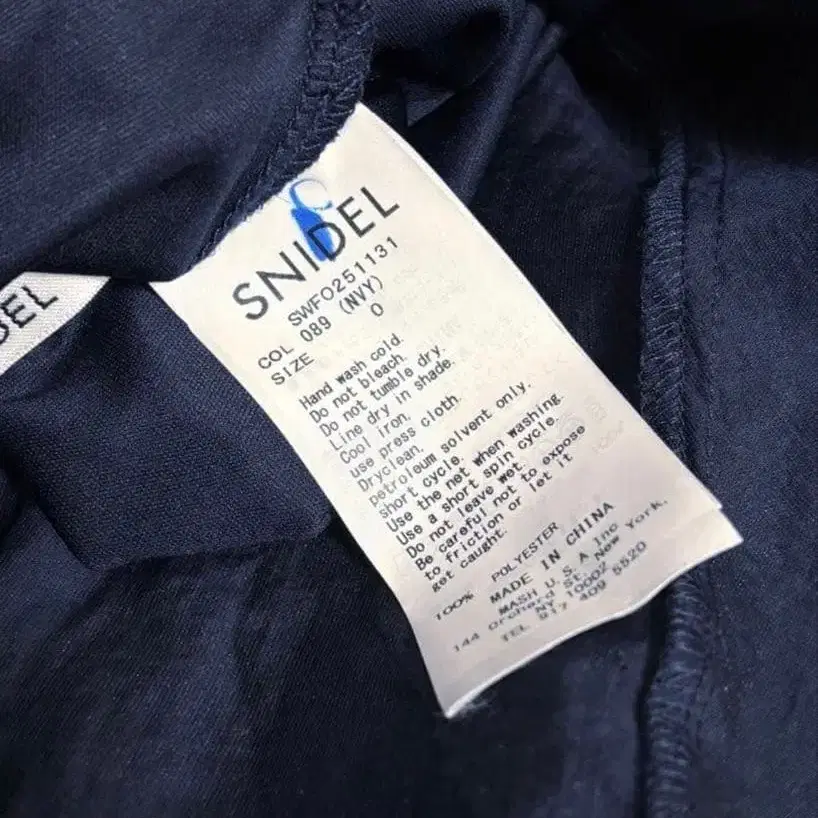 DEL
SNIDEL
SWFO251131
COL 089 (NVY)
SIZE 0
Hand wash cold.
Do not bleach.
Do not tumble dry.
Line dry in shade.
Cool iron.
use press cloth.
Dryclean.
petroleum solvent only.
short cycle.
Use the net when washing.
Use a short spin cycle.
Do not leave wet.
Be careful not to expose
to friction or let it
get caught.
100% POLYESTER
MADE IN CHINA
MASH U.S.A Inc
144 Orchard St. New York,
NY 10002
TEL 917 409 5520